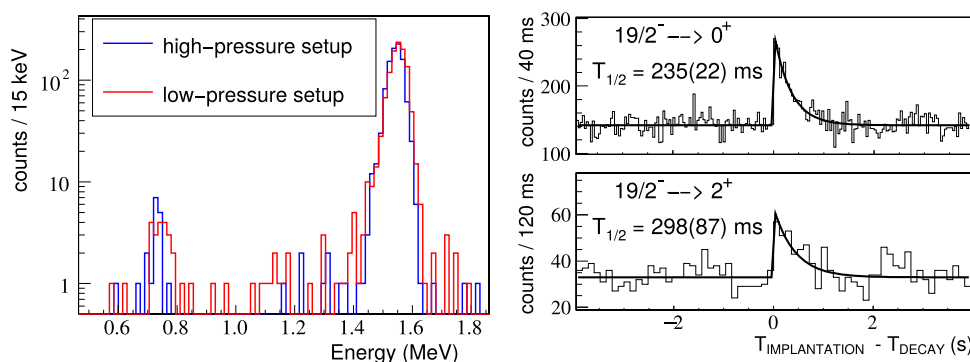 counts / 15 keV
10²
10
1
high−pressure setup
low−pressure setup
0.6 0.8 1.0 1.2 1.4 1.6 1.8
Energy (MeV)
counts / 40 ms
300
200
100
19/2⁻ −−> 0⁺
T1/2 = 235(22) ms
counts / 120 ms
60
40
20
19/2⁻ −−> 2⁺
T1/2 = 298(87) ms
−2 0 2
TIMPLANTATION - TDECAY (s)